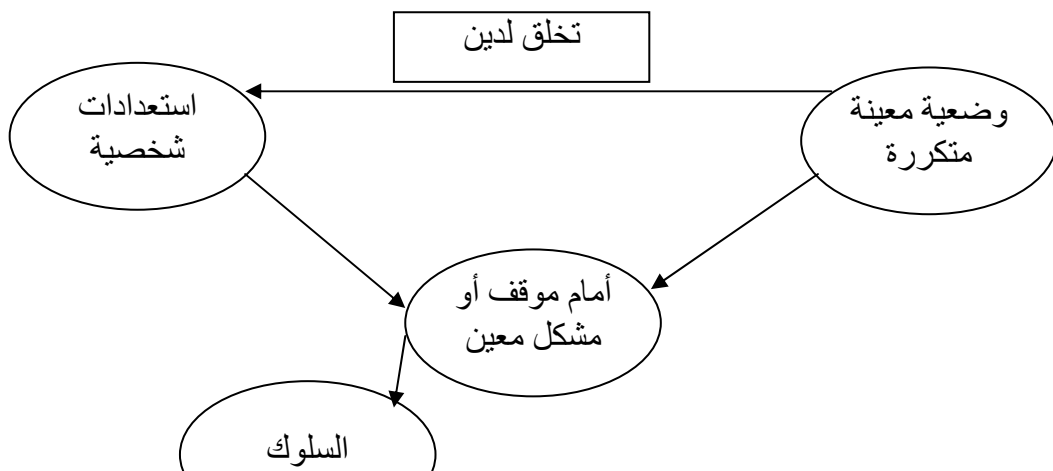 تخلق لدين
وضعية معينة
متكررة
استعدادات
شخصية
أمام موقف أو
مشكل معين
السلوك